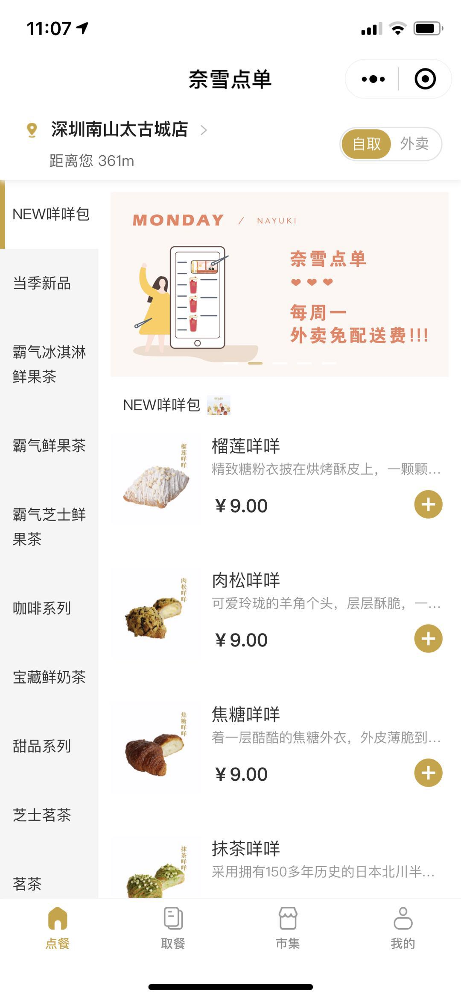 11:07
奈雪点单
深圳南山太古城店
距离您 361m
自取 外卖
NEW咩咩包
当季新品
霸气冰淇淋
鲜果茶
霸气鲜果茶
霸气芝士鲜
果茶
咖啡系列
宝藏鲜奶茶
甜品系列
芝士茗茶
茗茶
MONDAY / NAYUKI
奈雪点单
每周一
外卖免配送费!!!
NEW咩咩包
榴莲咩咩
榴莲咩咩
精致糖粉衣披在烘烤酥皮上，一颗颗...
¥ 9.00
肉松咩咩
肉松咩咩
可爱玲珑的羊角个头，层层酥脆，一...
¥ 9.00
焦糖咩咩
焦糖咩咩
着一层酷酷的焦糖外衣，外皮薄脆到...
¥ 9.00
抹茶咩咩
抹茶咩咩
采用拥有150多年历史的日本北川半...
点餐 取餐 市集 我的